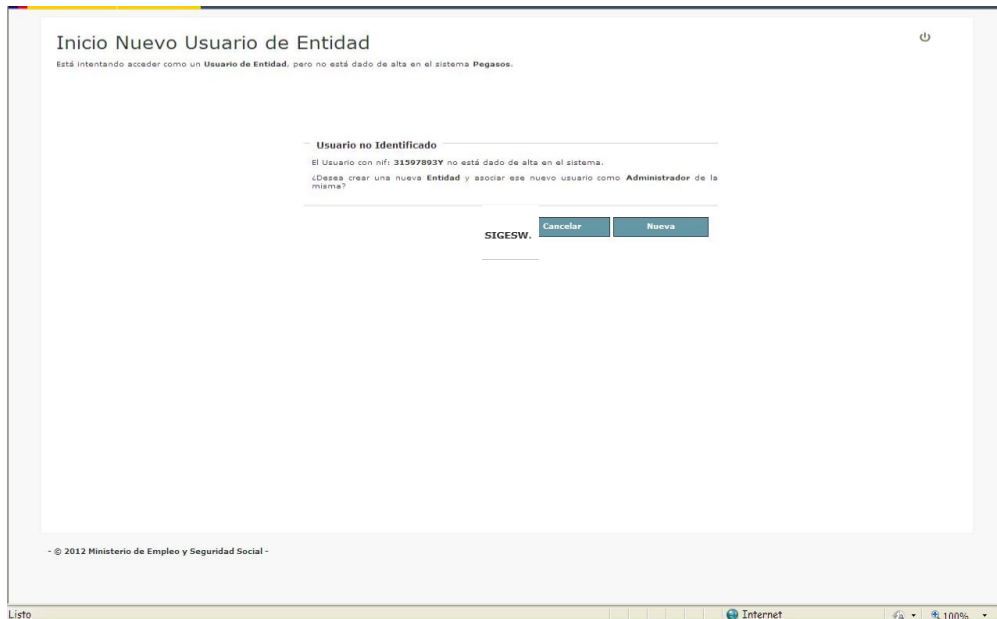 Inicio Nuevo Usuario de Entidad
Está intentando acceder como un Usuario de Entidad, pero no está dado de alta en el sistema Pegasos.
Usuario no Identificado
El Usuario con nif: 31597893Y no está dado de alta en el sistema.
¿Desea crear una nueva Entidad y asociar ese nuevo usuario como Administrador de la
misma?
SIGESW.
Cancelar
Nueva
- © 2012 Ministerio de Empleo y Seguridad Social -
Listo
Internet
100%